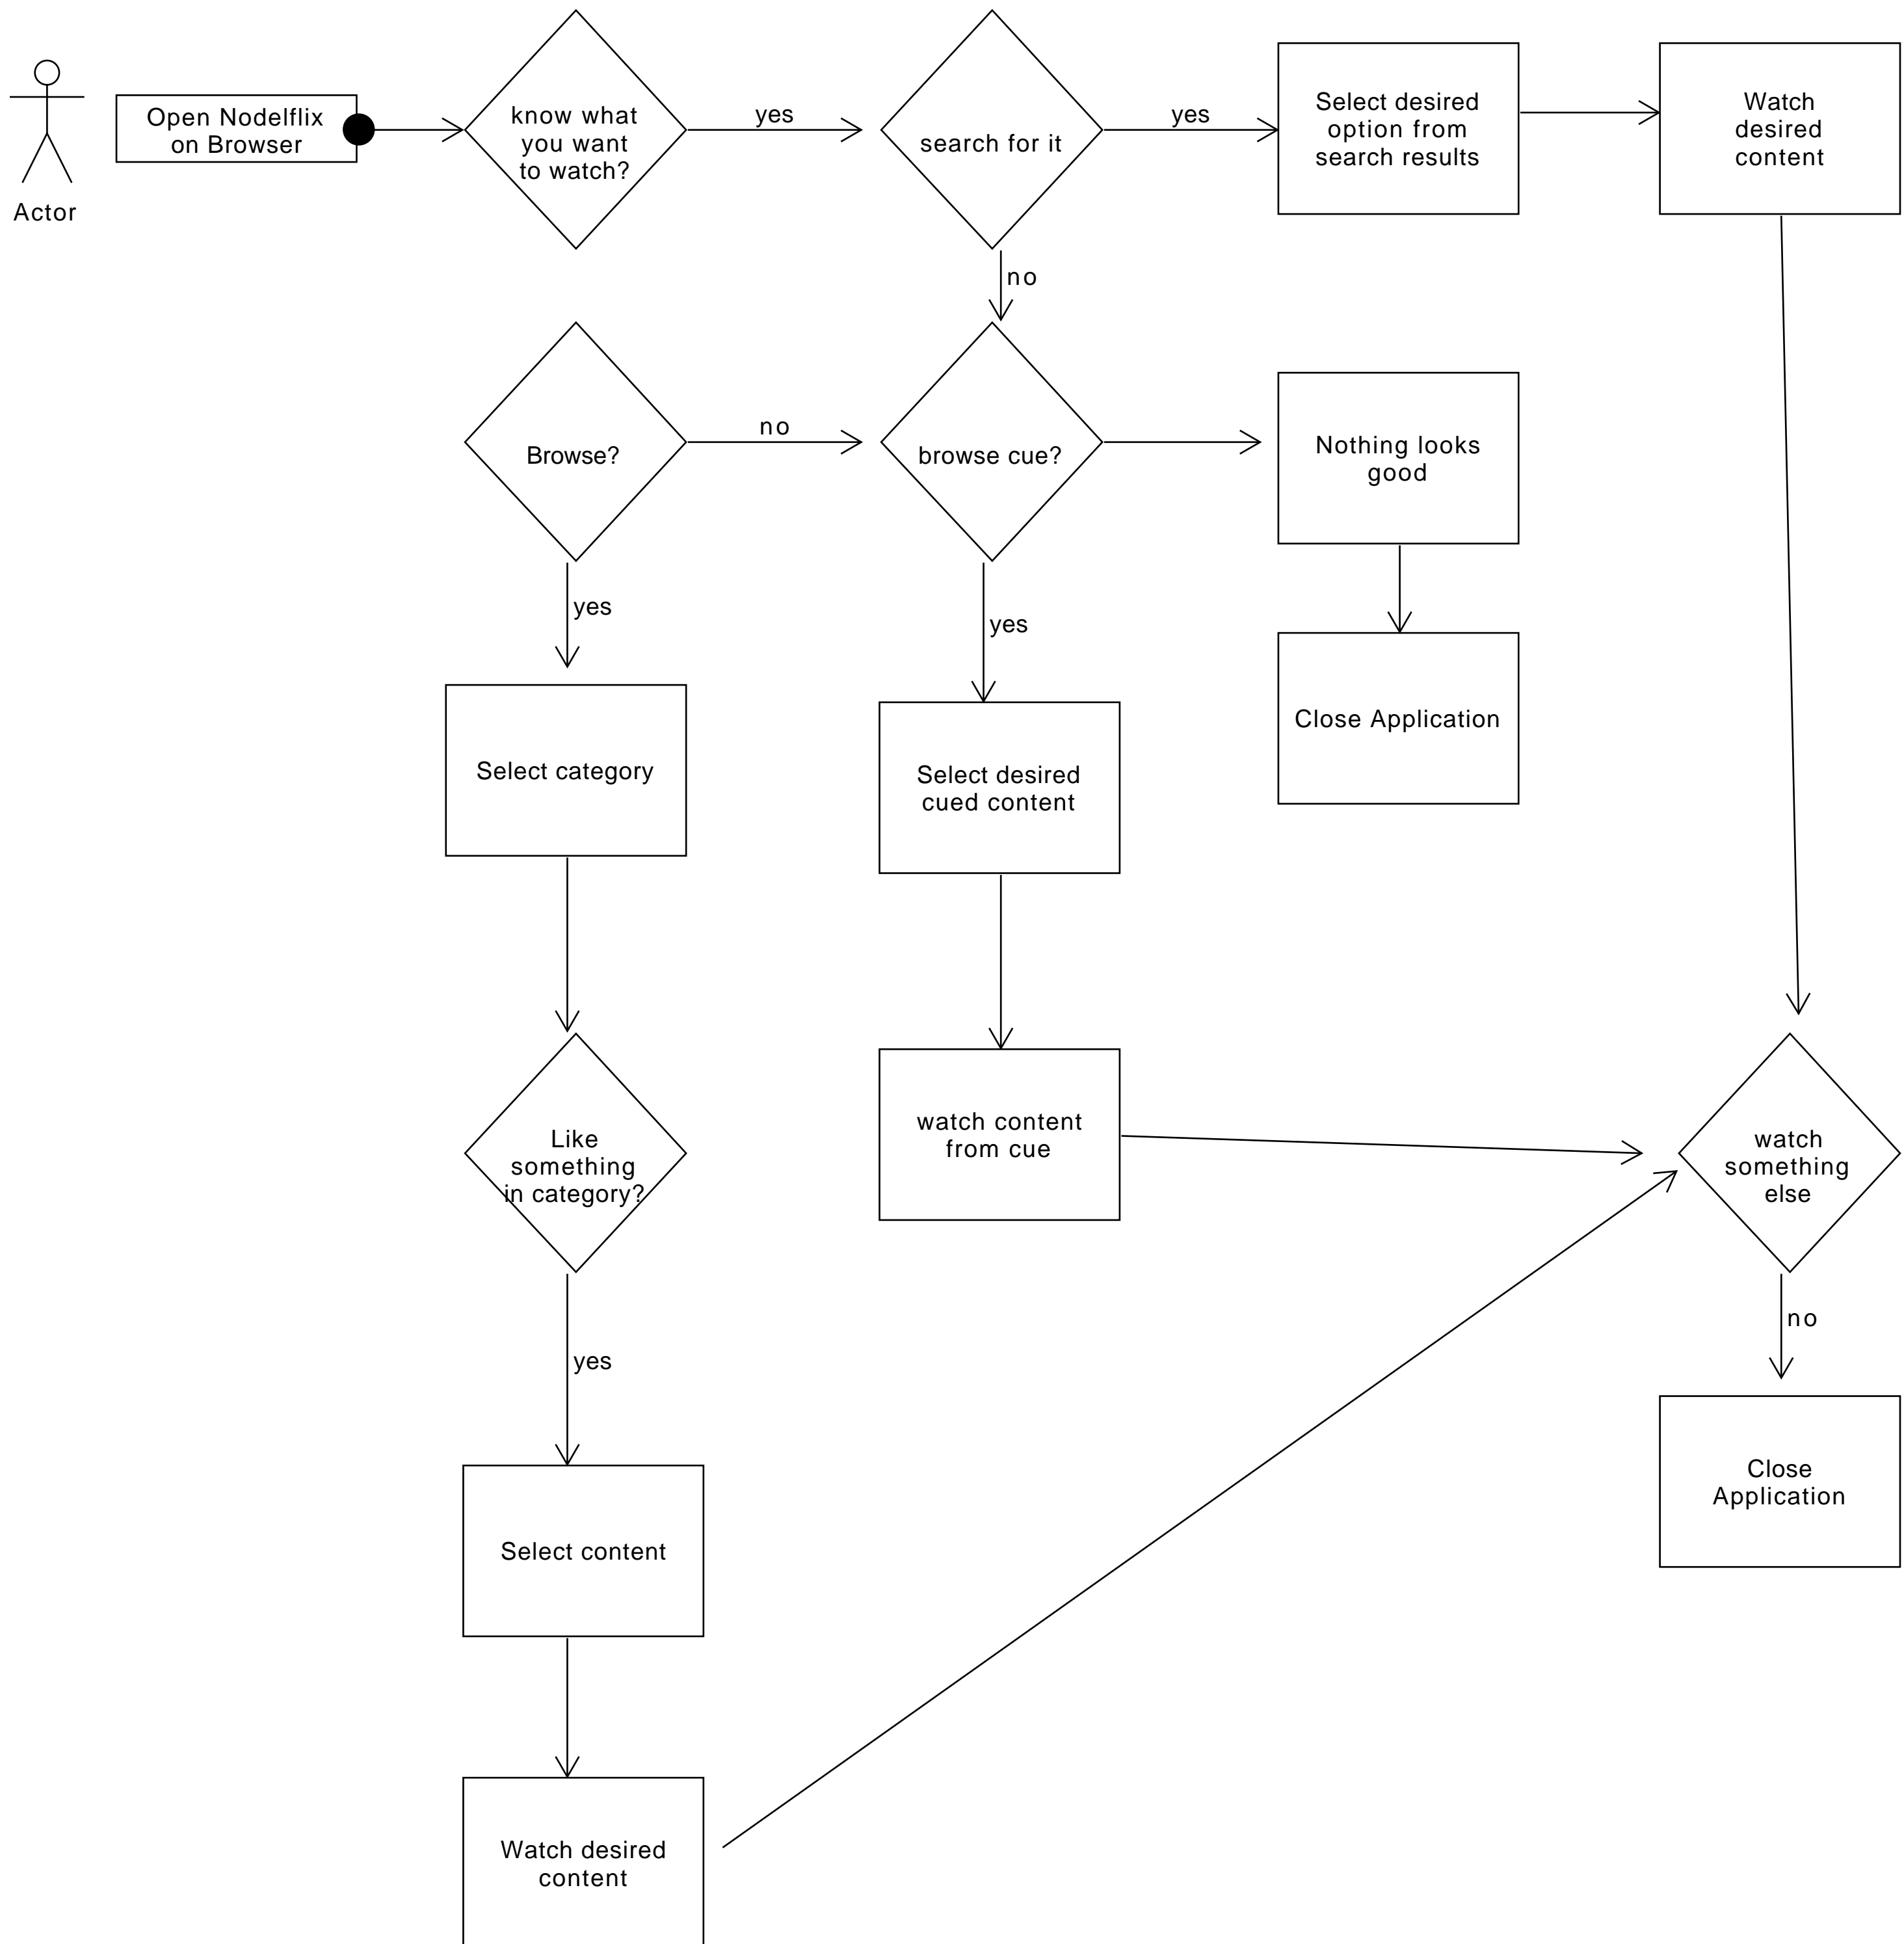 Actor
Open Nodelflix
on Browser
know what
you want
to watch?
yes
search for it
yes
Select desired
option from
search results
Watch
desired
content
no
Browse?
no
browse cue?
Nothing looks
good
yes
yes
Close Application
Select category
Select desired
cued content
Like
something
in category?
watch content
from cue
watch
something
else
no
yes
Close
Application
Select content
Watch desired
content